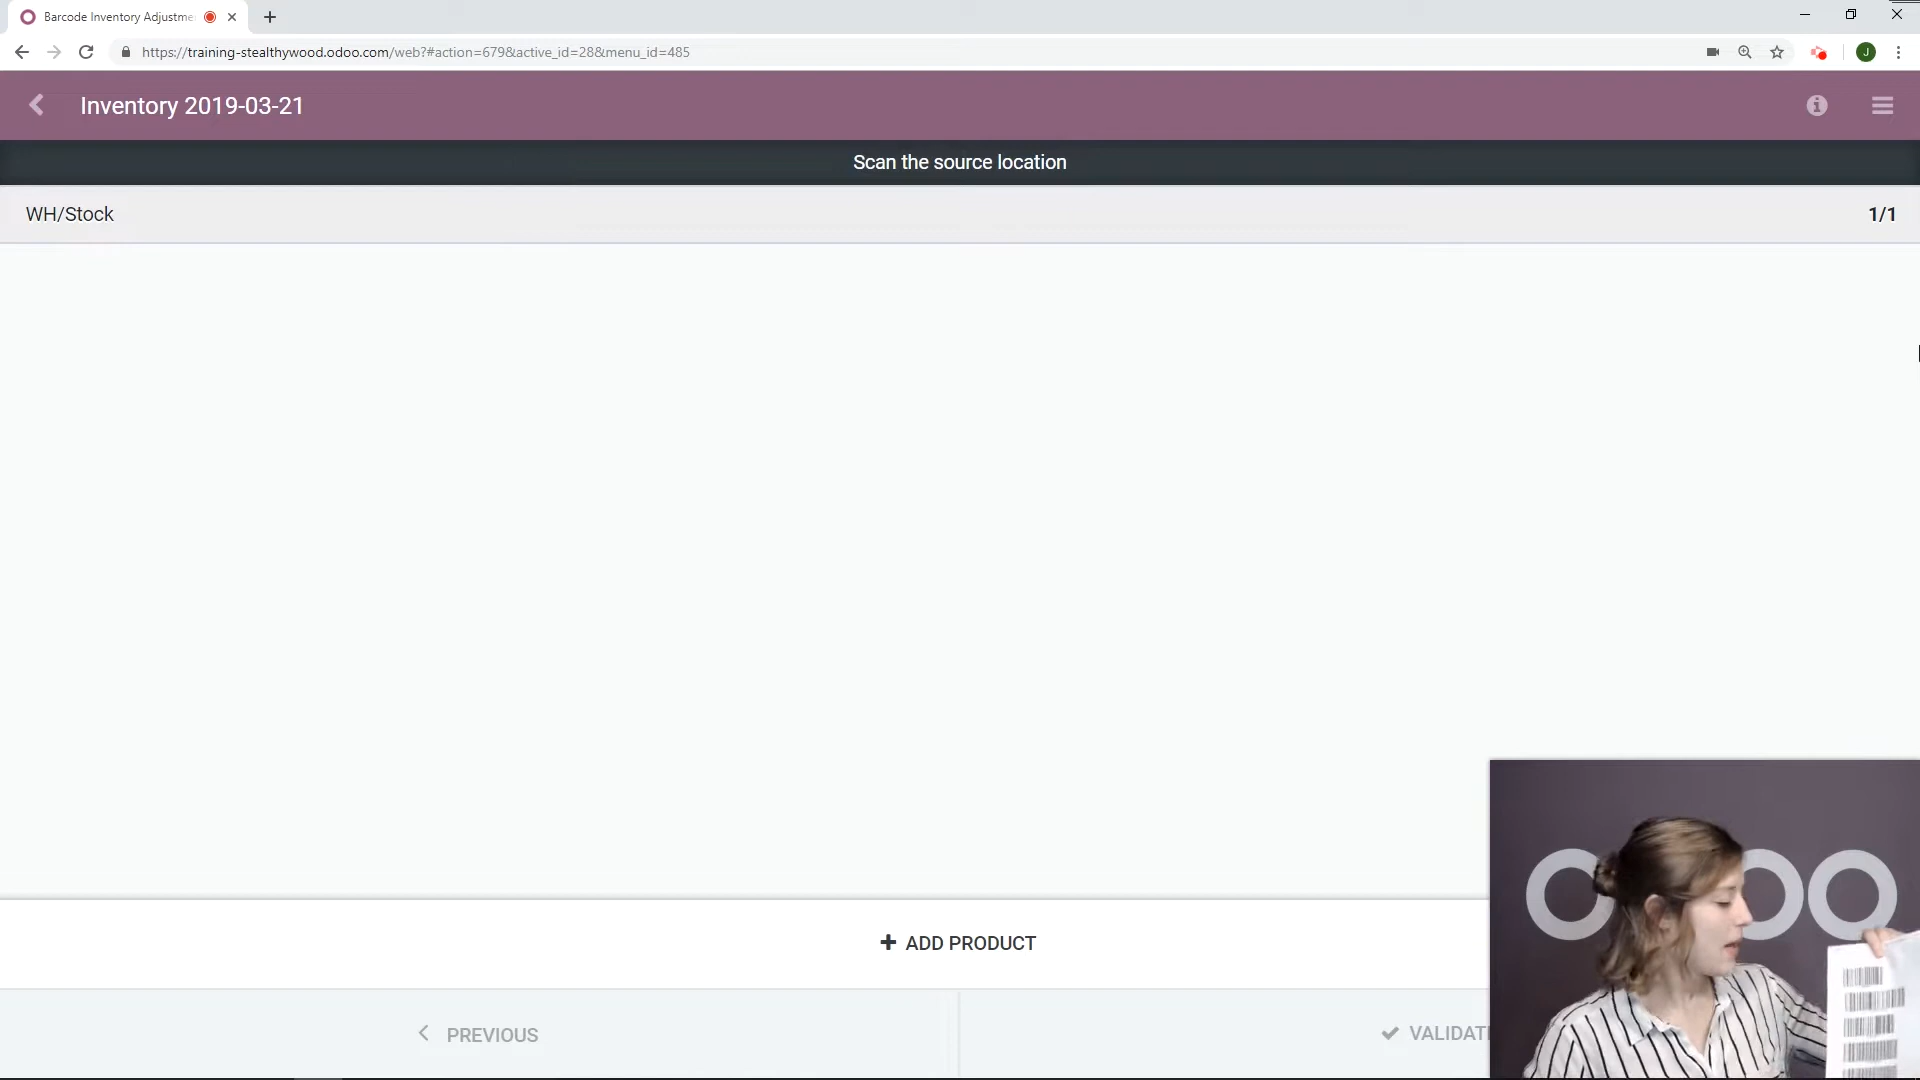 Barcode Inventory Adjustme
https://training-stealthywood.odoo.com/web?#action=679&active_id=28&menu_id=485
J
Inventory 2019-03-21
Scan the source location
WH/Stock
1/1
ADD PRODUCT
PREVIOUS
VALIDAT